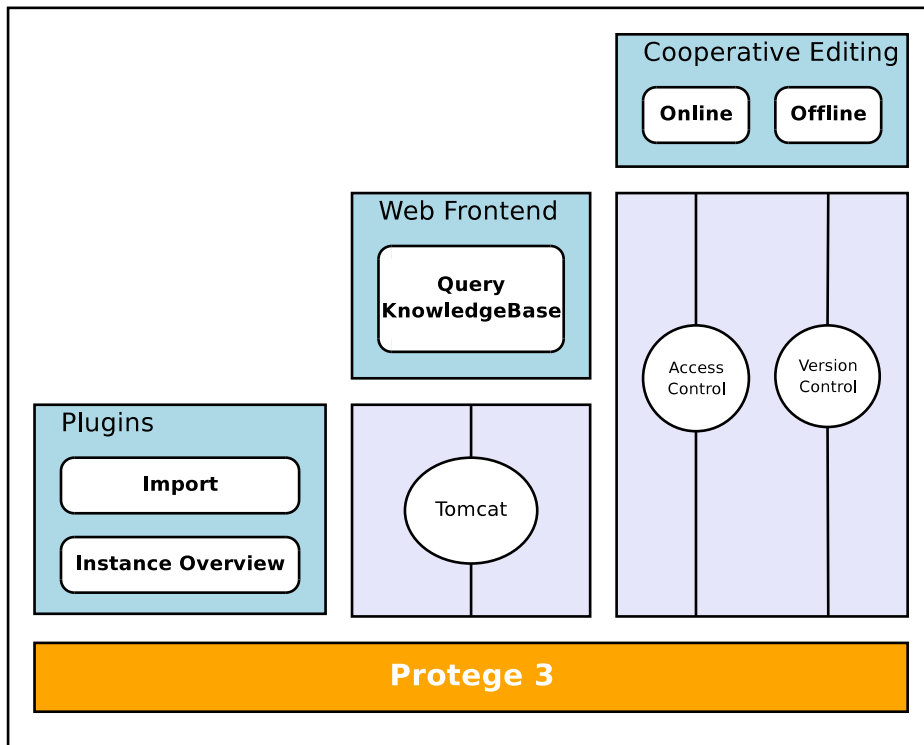 Cooperative Editing
Online
Offline
Web Frontend
Query
KnowledgeBase
Access
Control
Version
Control
Plugins
Import
Instance Overview
Tomcat
Protege 3